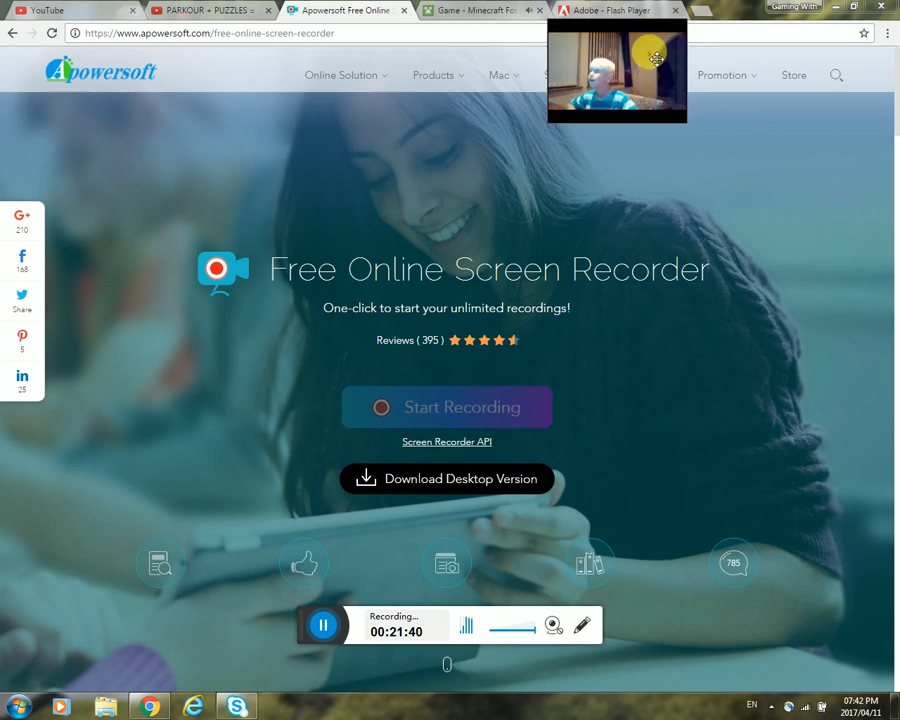 YouTube
PARKOUR + PUZZLES =
Apowersoft Free Online
Game - Minecraft For
Adobe - Flash Player
Gaming With
https://www.apowersoft.com/free-online-screen-recorder
Apowersoft
Online Solution
Products
Mac
Promotion
Store
G+
210
168
Share
5
in
25
Free Online Screen Recorder
One-click to start your unlimited recordings!
Reviews ( 395 )
Start Recording
Screen Recorder API
Download Desktop Version
785
Recording...
00:21:40
EN
07:42 PM
2017/04/11